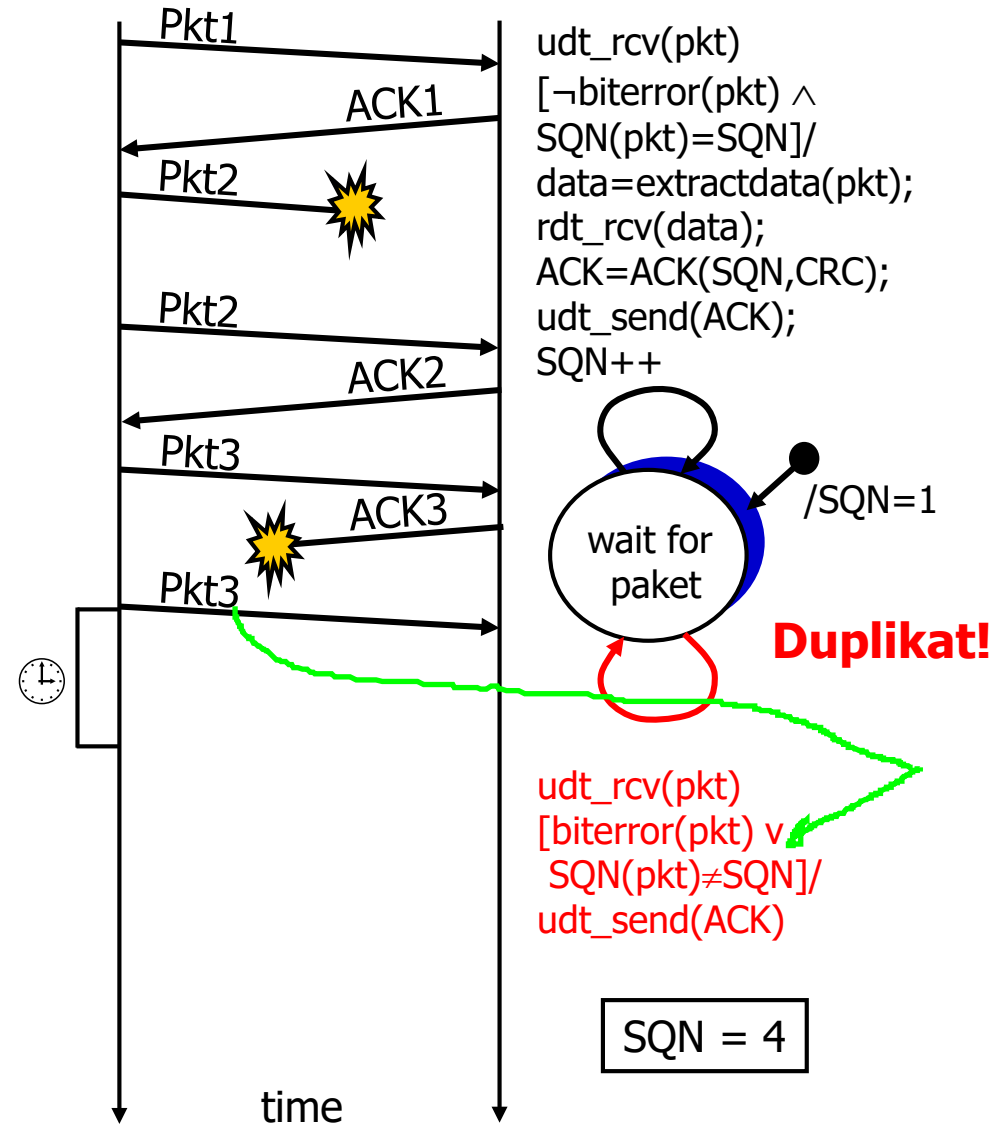 Pkt1
ACK1
Pkt2
Pkt2
ACK2
Pkt3
ACK3
Pkt3
time
udt_rcv(pkt)
[¬biterror(pkt) ∧
SQN(pkt)=SQN]/
data=extractdata(pkt);
rdt_rcv(data);
ACK=ACK(SQN,CRC);
udt_send(ACK);
SQN++
/SQN=1
wait for
paket
Duplikat!
udt_rcv(pkt)
[biterror(pkt) v
SQN(pkt)≠SQN]/
udt_send(ACK)
SQN = 4